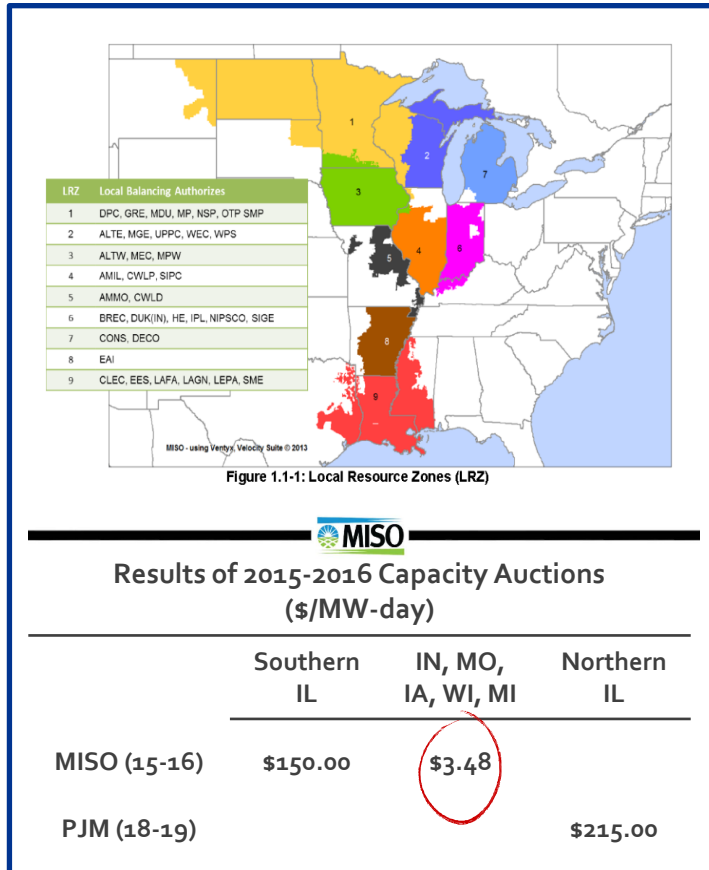 1
2
7
3
4
6
5
8
9
LRZ Local Balancing Authorizes
1 DPC, GRE, MDU, MP, NSP, OTP SMP
2 ALTE, MGE, UPPC, WEC, WPS
3 ALTW, MEC, MPW
4 AMIL, CWLP, SIPC
5 AMMO, CWLD
6 BREC, DUK(IN), HE, IPL, NIPSCO, SIGE
7 CONS, DECO
8 EAI
9 CLEC, EES, LAFA, LAGN, LEPA, SME
MISO - using Ventyx, Velocity Suite © 2013
Figure 1.1-1: Local Resource Zones (LRZ)
MISO
Results of 2015-2016 Capacity Auctions
($/MW-day)
Southern IN, MO, Northern
IL IA, WI, MI IL
MISO (15-16) $150.00 $3.48
PJM (18-19) $215.00